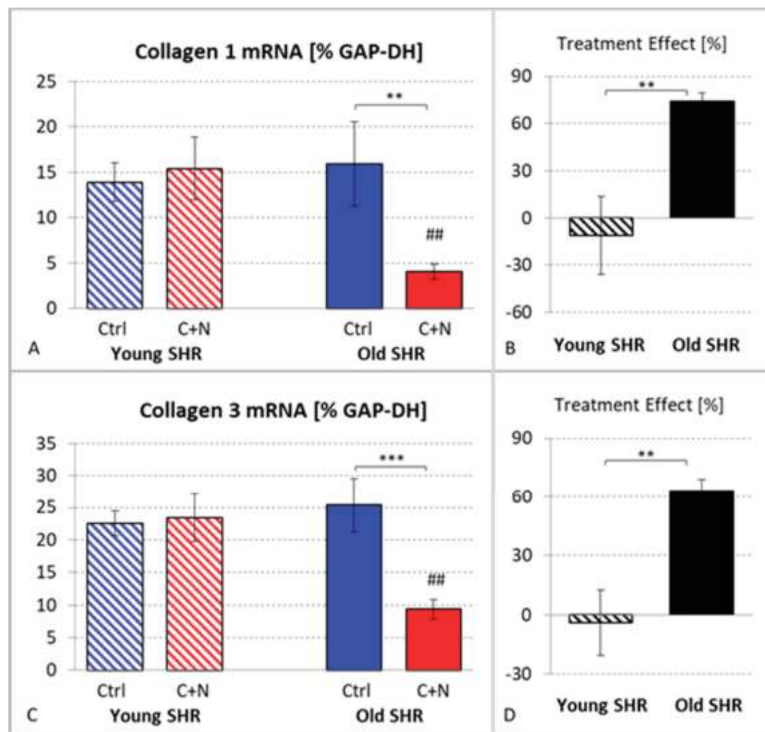 Collagen 1 mRNA [% GAP-DH]
25
20
15
10
5
0
**
##
Ctrl C+N Ctrl C+N
A Young SHR Old SHR
Treatment Effect [%]
90
60
30
0
-30
-60
**
B Young SHR Old SHR
Collagen 3 mRNA [% GAP-DH]
35
30
25
20
15
10
5
0
***
##
Ctrl C+N Ctrl C+N
C Young SHR Old SHR
Treatment Effect [%]
90
60
30
0
-30
**
Young SHR Old SHR
D